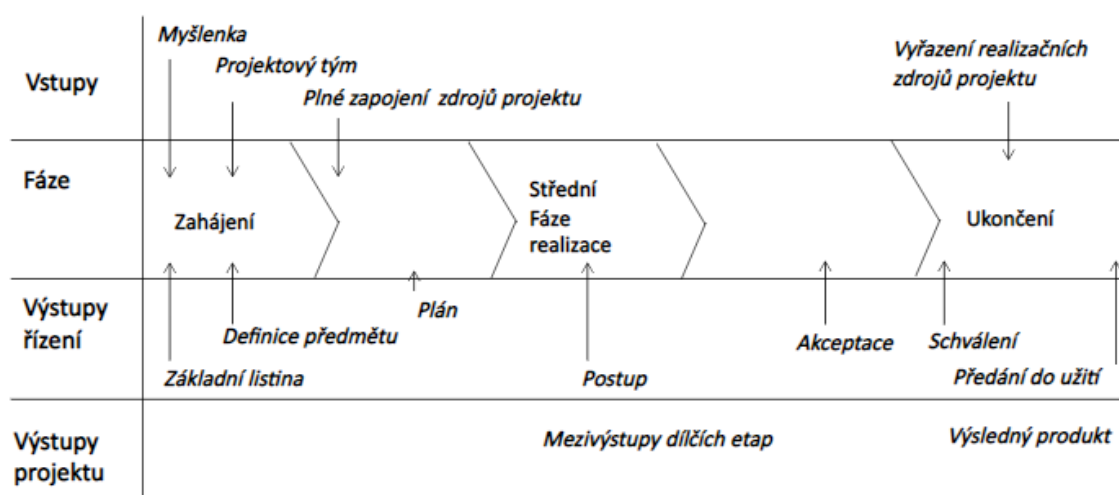 Myšlenka
Projektový tým
Plné zapojení zdrojů projektu
Vyřazení realizačních
zdrojů projektu
Vstupy
Fáze
Zahájení
Střední
Fáze
realizace
Ukončení
Výstupy
řízení
Definice předmětu
Plán
Základní listina
Postup
Akceptace
Schválení
Předání do užití
Výstupy
projektu
Mezivýstupy dílčích etap
Výsledný produkt